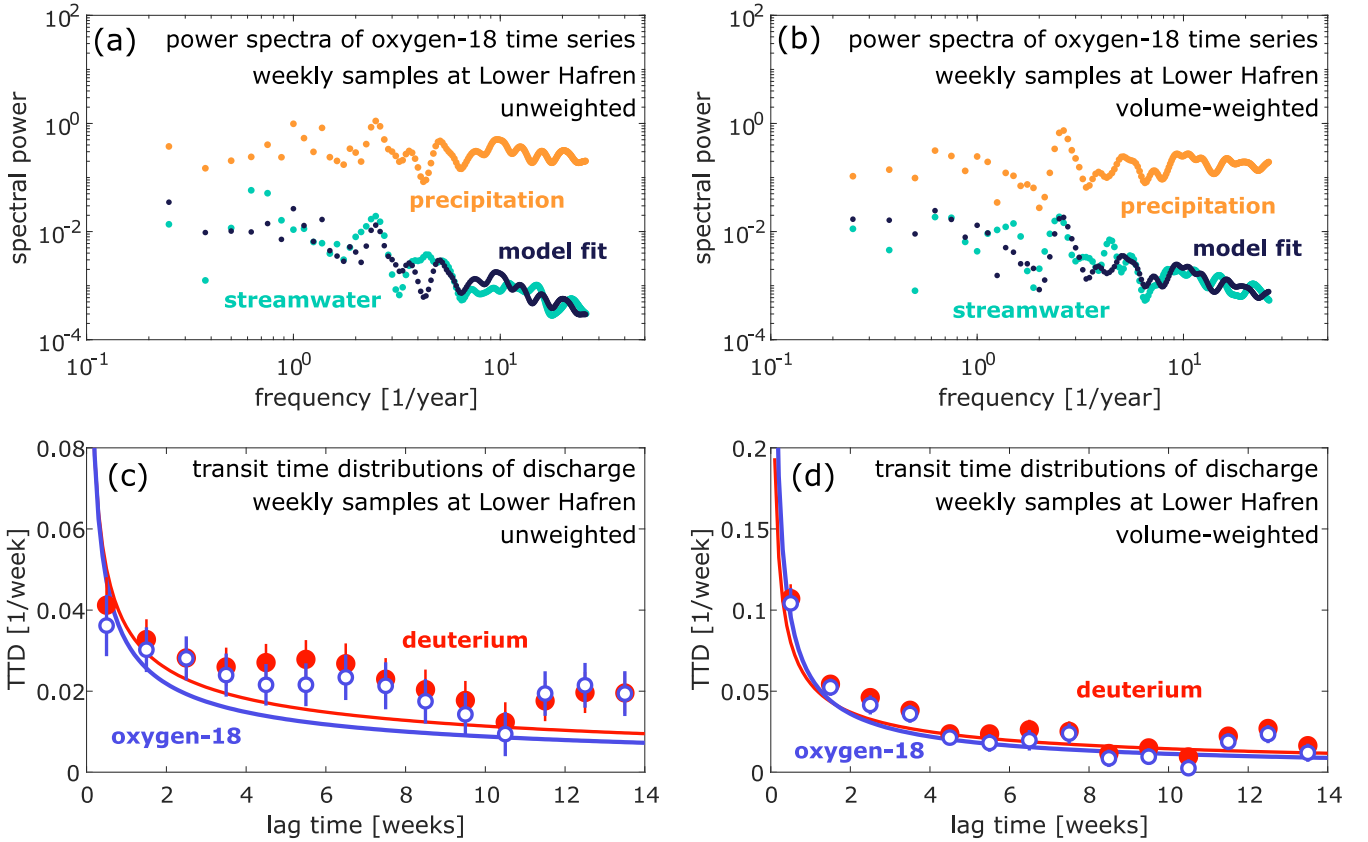 (a) power spectra of oxygen-18 time series
weekly samples at Lower Hafren
unweighted
precipitation
model fit
streamwater
spectral power
10^2
10^0
10^-2
10^-4
10^-1
10^0
10^1
frequency [1/year]
(b) power spectra of oxygen-18 time series
weekly samples at Lower Hafren
volume-weighted
precipitation
model fit
streamwater
spectral power
10^2
10^0
10^-2
10^-4
10^-1
10^0
10^1
frequency [1/year]
(c) transit time distributions of discharge
weekly samples at Lower Hafren
unweighted
deuterium
oxygen-18
TTD [1/week]
0.08
0.06
0.04
0.02
0
0 2 4 6 8 10 12 14
lag time [weeks]
(d) transit time distributions of discharge
weekly samples at Lower Hafren
volume-weighted
deuterium
oxygen-18
TTD [1/week]
0.2
0.15
0.1
0.05
0
0 2 4 6 8 10 12 14
lag time [weeks]